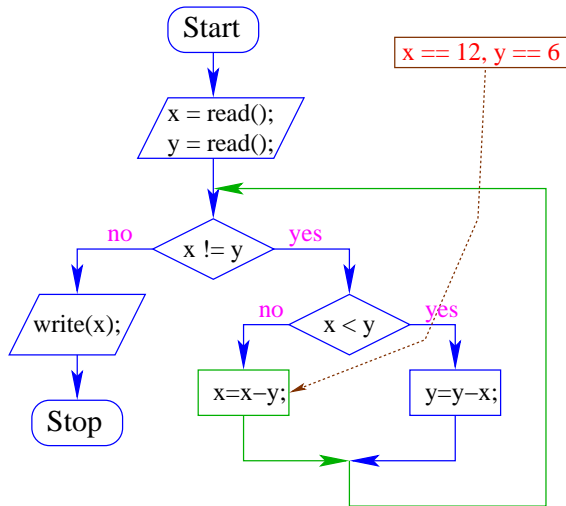 Start
x == 12, y == 6
x = read();
y = read();
no
yes
x != y
no
yes
write(x);
x < y
x=x−y;
y=y−x;
Stop